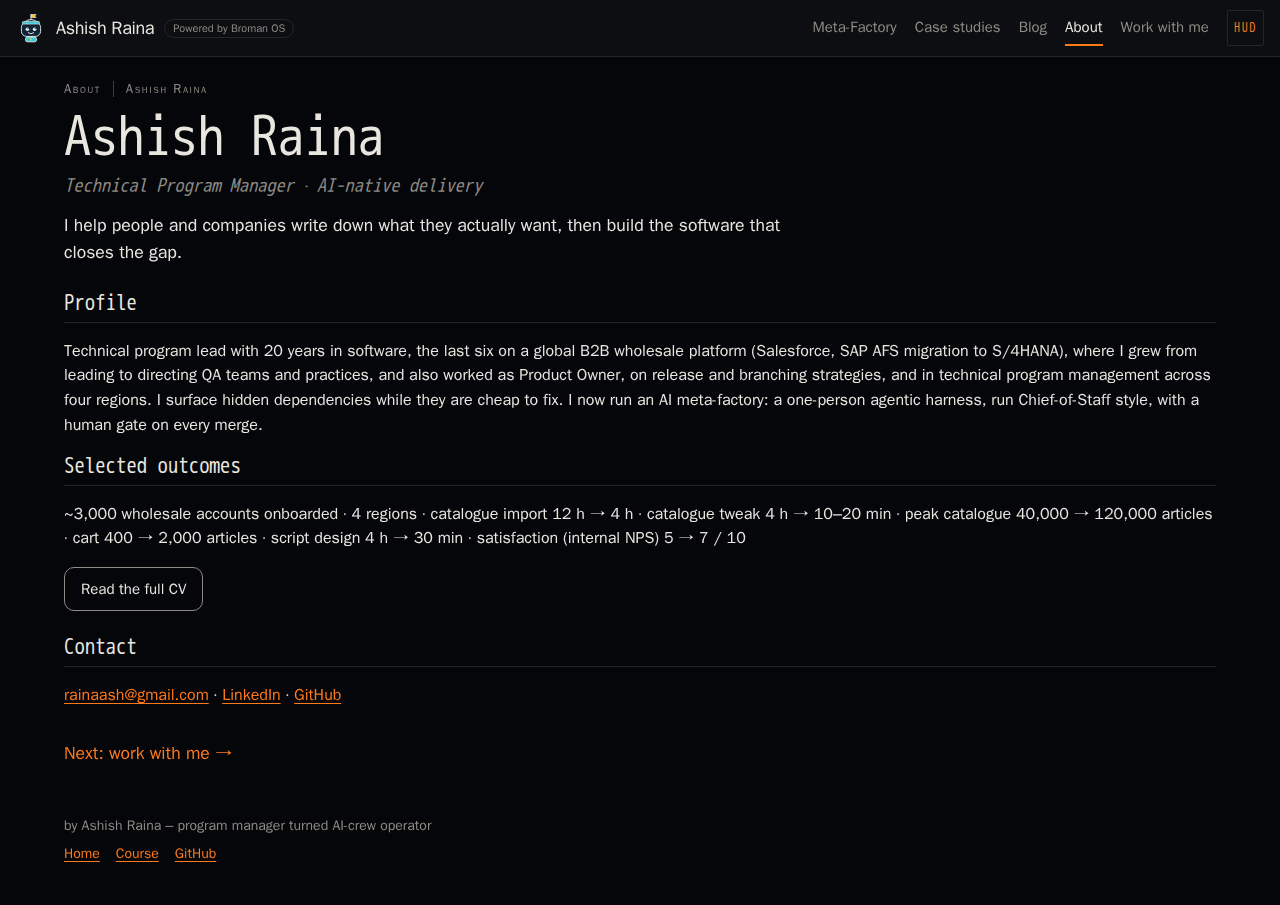 Ashish Raina
Powered by Broman OS
Meta-Factory
Case studies
Blog
About
Work with me
HUD
About | Ashish Raina
Ashish Raina
Technical Program Manager · AI-native delivery
I help people and companies write down what they actually want, then build the software that
closes the gap.
Profile
Technical program lead with 20 years in software, the last six on a global B2B wholesale platform (Salesforce, SAP AFS migration to S/4HANA), where I grew from
leading to directing QA teams and practices, and also worked as Product Owner, on release and branching strategies, and in technical program management across
four regions. I surface hidden dependencies while they are cheap to fix. I now run an AI meta-factory: a one-person agentic harness, run Chief-of-Staff style, with a
human gate on every merge.
Selected outcomes
~3,000 wholesale accounts onboarded · 4 regions · catalogue import 12 h → 4 h · catalogue tweak 4 h → 10–20 min · peak catalogue 40,000 → 120,000 articles
· cart 400 → 2,000 articles · script design 4 h → 30 min · satisfaction (internal NPS) 5 → 7 / 10
Read the full CV
Contact
rainaash@gmail.com · LinkedIn · GitHub
Next: work with me →
by Ashish Raina – program manager turned AI-crew operator
Home Course GitHub